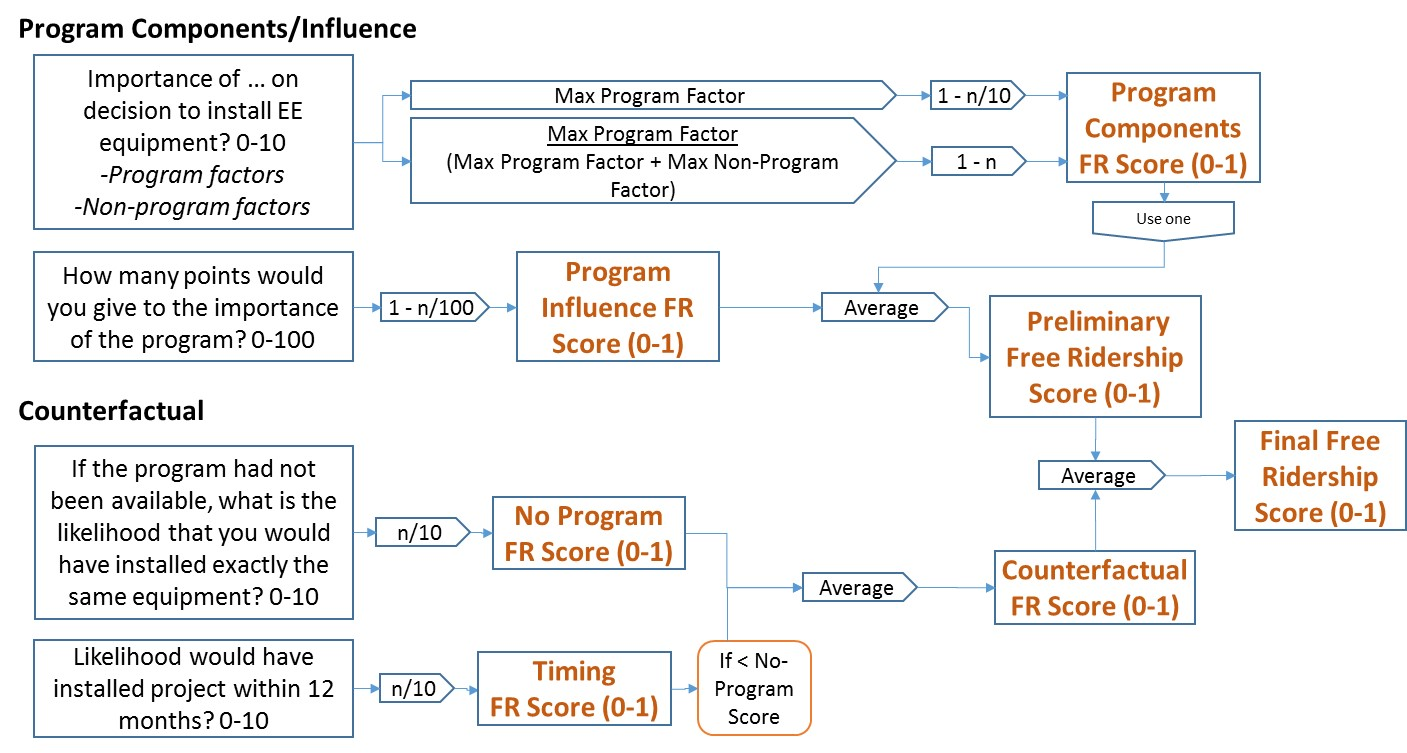 Program Components/Influence
Importance of ... on
decision to install EE
equipment? 0-10
-Program factors
-Non-program factors
Max Program Factor
1 - n/10
Max Program Factor
(Max Program Factor + Max Non-Program
Factor)
1 - n
Program
Components
FR Score (0-1)
Use one
How many points would
you give to the importance
of the program? 0-100
1 - n/100
Program
Influence FR
Score (0-1)
Average
Preliminary
Free Ridership
Score (0-1)
Counterfactual
If the program had not
been available, what is the
likelihood that you would
have installed exactly the
same equipment? 0-10
n/10
No Program
FR Score (0-1)
Average
Final Free
Ridership
Score (0-1)
Average
Counterfactual
FR Score (0-1)
Likelihood would have
installed project within 12
months? 0-10
n/10
Timing
FR Score (0-1)
If < No-
Program
Score